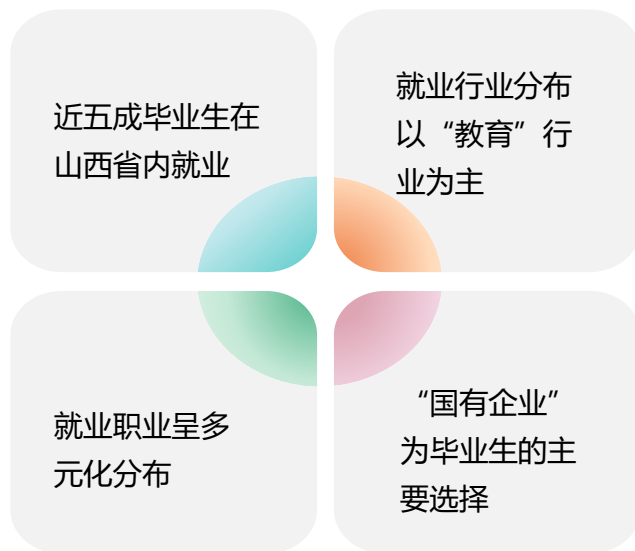 近五成毕业生在
山西省内就业
就业行业分布
以“教育”行
业为主
就业职业呈多
元化分布
“国有企业”
为毕业生的主
要选择